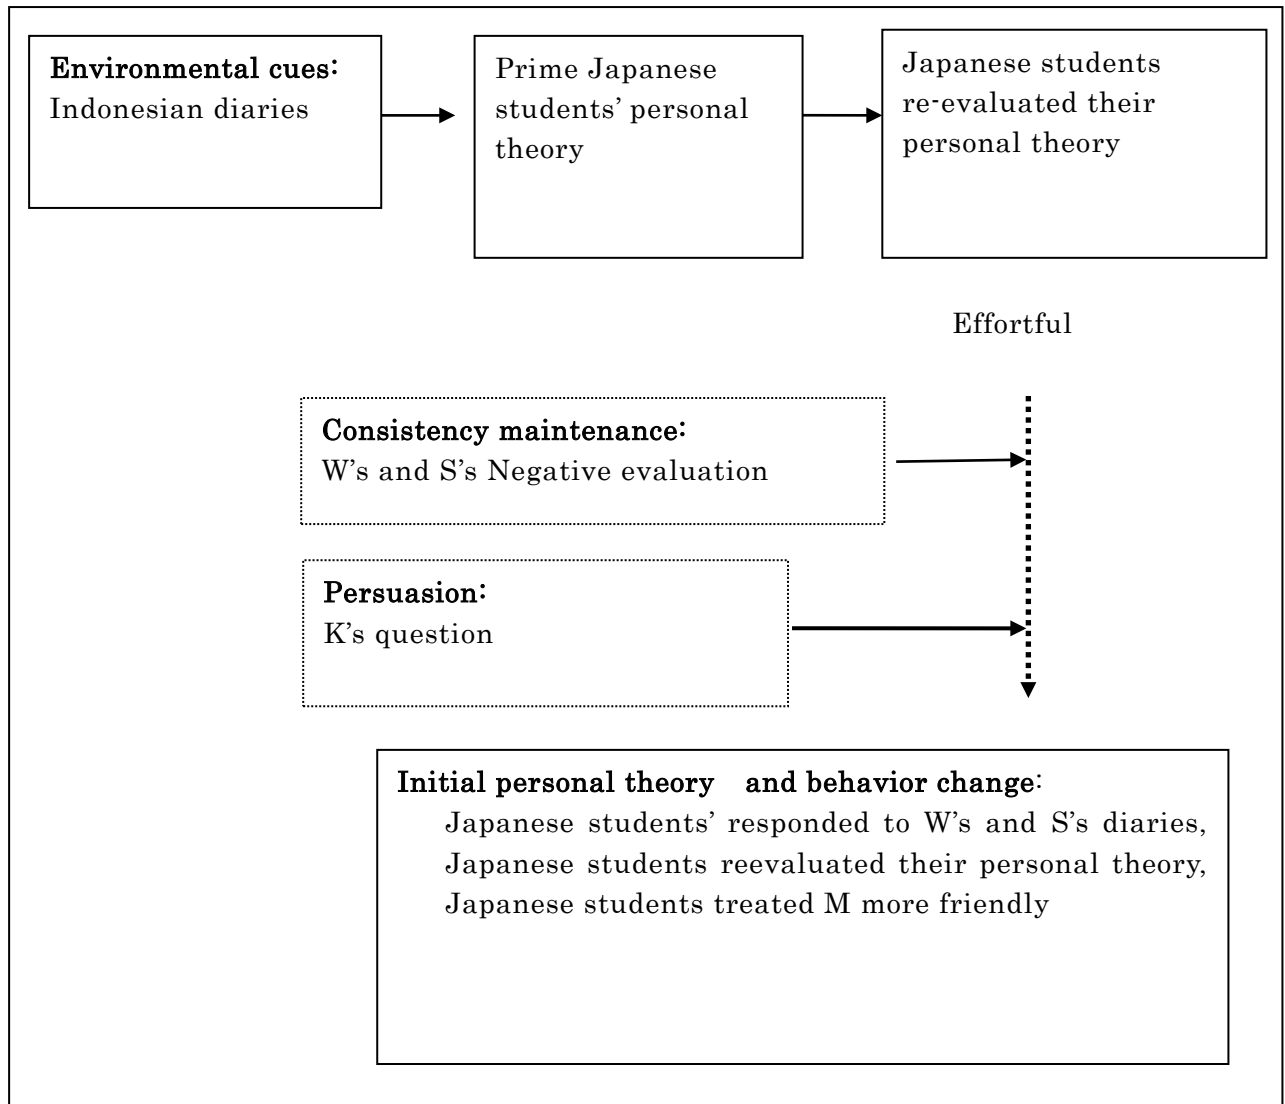 Environmental cues:
Indonesian diaries
Prime Japanese
students’ personal
theory
Japanese students
re-evaluated their
personal theory
Effortful
Consistency maintenance:
W’s and S’s Negative evaluation
Persuasion:
K’s question
Initial personal theory and behavior change:
Japanese students’ responded to W’s and S’s diaries,
Japanese students reevaluated their personal theory,
Japanese students treated M more friendly